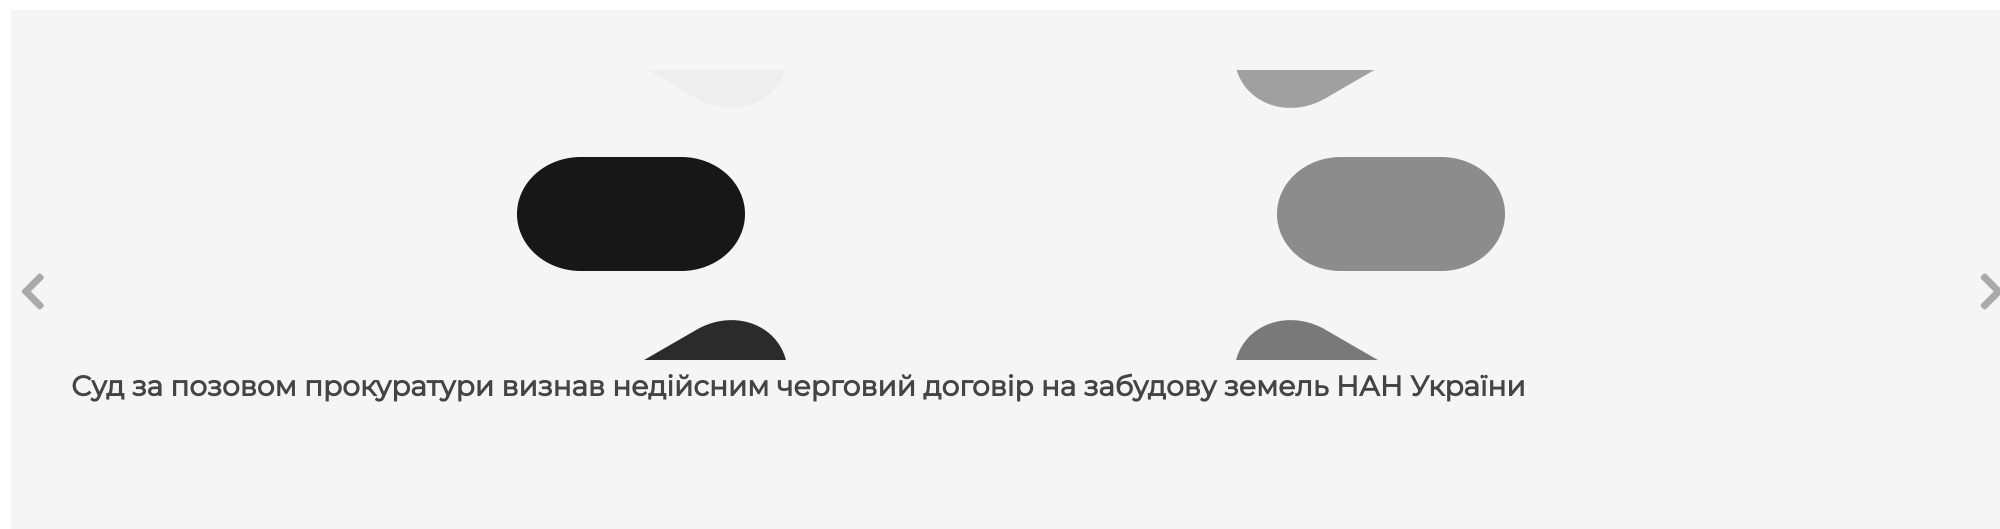 Суд за позовом прокуратури визнав недійсним черговий договір на забудову земель НАН України